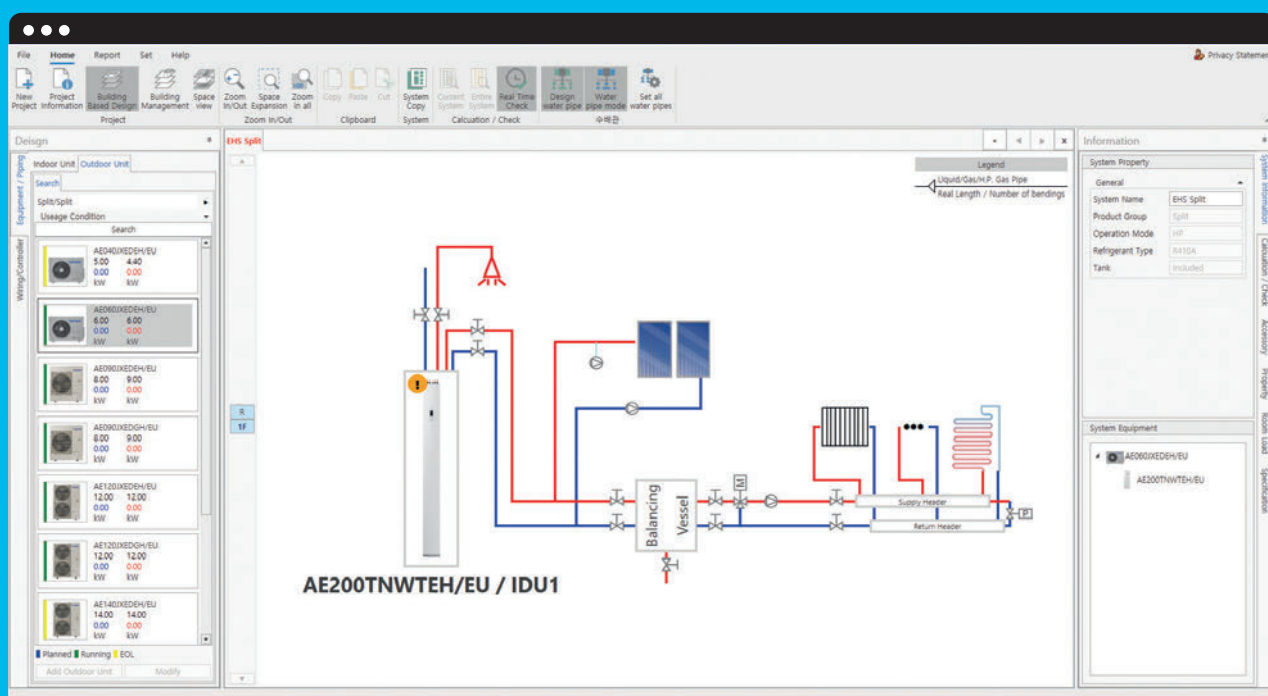 File Home Report Set Help
Privacy Statemen
New Project
Project Information
Building Based Design
Building Management
Space view
Zoom In/Out
Space Expansion
Zoom in all
Copy
Paste
Cut
System Copy
Current System
Entire System
Real Time Check
Design water pipe
Water pipe mode
Set all water pipes
Project
Zoom In/Out
Clipboard
System
Calcuation / Check
수배관
Deisgn
Equipment / Piping
Wiring/Controller
Indoor Unit Outdoor Unit
Search
Split/Split
Useage Condition
Search
AE040JXEDEH/EU
5.00 4.40
0.00 0.00
kW kW
AE060JXEDEH/EU
6.00 6.00
0.00 0.00
kW kW
AE090JXEDEH/EU
8.00 9.00
0.00 0.00
kW kW
AE090JXEDGH/EU
8.00 9.00
0.00 0.00
kW kW
AE120JXEDEH/EU
12.00 12.00
0.00 0.00
kW kW
AE120JXEDGH/EU
12.00 12.00
0.00 0.00
kW kW
AE140JXEDEH/EU
14.00 14.00
0.00 0.00
kW kW
Planned Running EOL
Add Outdoor Unit Modify
EHS Split
R
1F
Legend
Liquid/Gas/H.P. Gas Pipe
Real Length / Number of bendings
Balancing
Vessel
M
Supply Header
Return Header
P
AE200TNWTEH/EU / IDU1
Information
System Property
General
System Name EHS Split
Product Group Split
Operation Mode HP
Refrigerant Type R410A
Tank Included
System Equipment
AE060JXEDEH/EU
AE200TNWTEH/EU
System Information
Calcuation / Check
Accessory
Property
Room Load
Specification